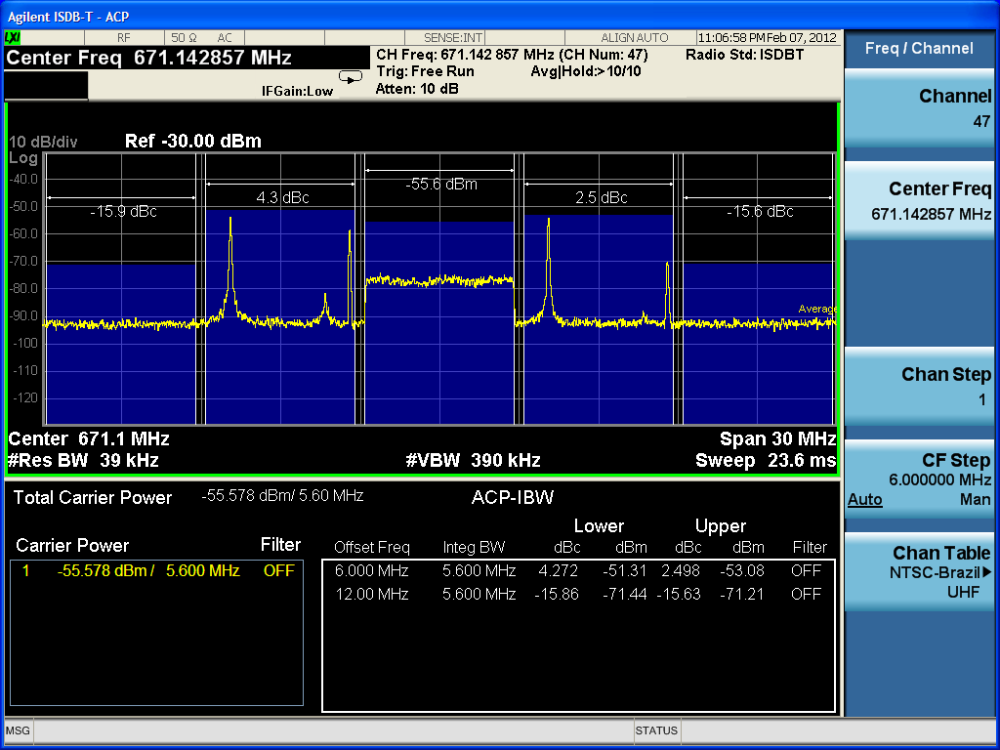 Agilent ISDB-T - ACP
LXI RF 50 Ω AC SENSE:INT ALIGN AUTO 11:06:58 PM Feb 07, 2012
Center Freq 671.142857 MHz
CH Freq: 671.142 857 MHz (CH Num: 47) Radio Std: ISDBT
Trig: Free Run Avg|Hold:>10/10
IFGain:Low Atten: 10 dB
10 dB/div Ref -30.00 dBm
Log
-40.0
-50.0
-60.0
-70.0
-80.0
-90.0
-100
-110
-120
-15.9 dBc 4.3 dBc -55.6 dBm 2.5 dBc -15.6 dBc
Average
Center 671.1 MHz Span 30 MHz
#Res BW 39 kHz #VBW 390 kHz Sweep 23.6 ms
Total Carrier Power -55.578 dBm/ 5.60 MHz ACP-IBW
Lower Upper
Carrier Power Filter Offset Freq Integ BW dBc dBm dBc dBm Filter
1 -55.578 dBm / 5.600 MHz OFF 6.000 MHz 5.600 MHz 4.272 -51.31 2.498 -53.08 OFF
12.00 MHz 5.600 MHz -15.86 -71.44 -15.63 -71.21 OFF
MSG STATUS
Freq / Channel
Channel
47
Center Freq
671.142857 MHz
Chan Step
1
CF Step
6.000000 MHz
Auto Man
Chan Table
NTSC-Brazil
UHF